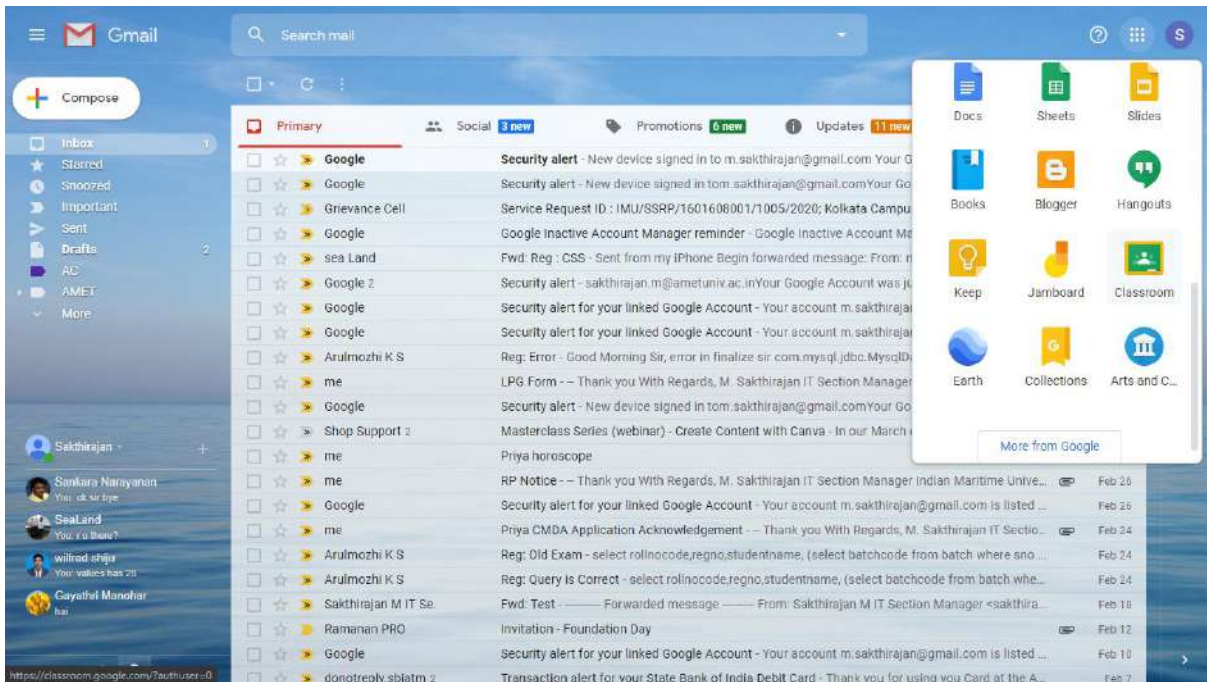 Gmail
Search mail
S
Compose
Inbox 1
Starred
Snoozed
Important
Sent
Drafts 2
AC
AMET
More
Primary Social 3 new Promotions 6 new Updates 11 new
Google Security alert - New device signed in to m.sakthirajan@gmail.com Your G
Google Security alert - New device signed in tom.sakthirajan@gmail.comYour Go
Grievance Cell Service Request ID : IMU/SSRP/1601608001/1005/2020; Kolkata Campu
Google Google Inactive Account Manager reminder - Google Inactive Account Ma
sea Land Fwd: Reg : CSS - Sent from my iPhone Begin forwarded message: From:
Google 2 Security alert - sakthirajan.m@ametuniv.ac.inYour Google Account was
Google Security alert for your linked Google Account - Your account m.sakthiraja
Google Security alert for your linked Google Account - Your account m.sakthiraja
Arulmozhi K S Reg: Error - Good Morning Sir, error in finalize sir com.mysql.jdbc.MysqlD
me LPG Form - – Thank you With Regards, M. Sakthirajan IT Section Manager
Google Security alert - New device signed in tom.sakthirajan@gmail.comYour Go
Shop Support 2 Masterclass Series (webinar) - Create Content with Canva - In our March
me Priya horoscope
me RP Notice - – Thank you With Regards, M. Sakthirajan IT Section Manager Indian Maritime Unive... Feb 26
Google Security alert for your linked Google Account - Your account m.sakthirajan@gmail.com is listed ... Feb 26
me Priya CMDA Application Acknowledgement - – Thank you With Regards, M. Sakthirajan IT Sectio... Feb 24
Arulmozhi K S Reg: Old Exam - select rollnocode,regno,studentname, (select batchcode from batch where sno ... Feb 24
Arulmozhi K S Reg: Query is Correct - select rollnocode,regno,studentname, (select batchcode from batch whe... Feb 24
Sakthirajan M IT Se. Fwd: Test - ---------- Forwarded message --------- From: Sakthirajan M IT Section Manager <sakthira... Feb 18
Ramanan PRO Invitation - Foundation Day Feb 12
Google Security alert for your linked Google Account - Your account m.sakthirajan@gmail.com is listed ... Feb 10
donotreply.sbiatm 2 Transaction alert for your State Bank of India Debit Card - Thank you for using you Card at the A... Feb 7
Docs Sheets Slides
Books Blogger Hangouts
Keep Jamboard Classroom
Earth Collections Arts and C...
More from Google
Sakthirajan
Sankara Narayanan
You: ok sir bye
SeaLand
You: r u there?
wilfred shiju
You: values has 28
Gayathri Manohar
hai
https://classroom.google.com/?authuser=0